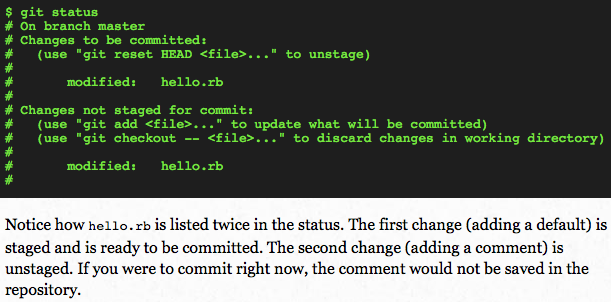 $ git status
# On branch master
# Changes to be committed:
#   (use "git reset HEAD <file>..." to unstage)
#
#       modified:   hello.rb
#
# Changes not staged for commit:
#   (use "git add <file>..." to update what will be committed)
#   (use "git checkout -- <file>..." to discard changes in working directory)
#
#       modified:   hello.rb
#
Notice how hello.rb is listed twice in the status. The first change (adding a default) is
staged and is ready to be committed. The second change (adding a comment) is
unstaged. If you were to commit right now, the comment would not be saved in the
repository.